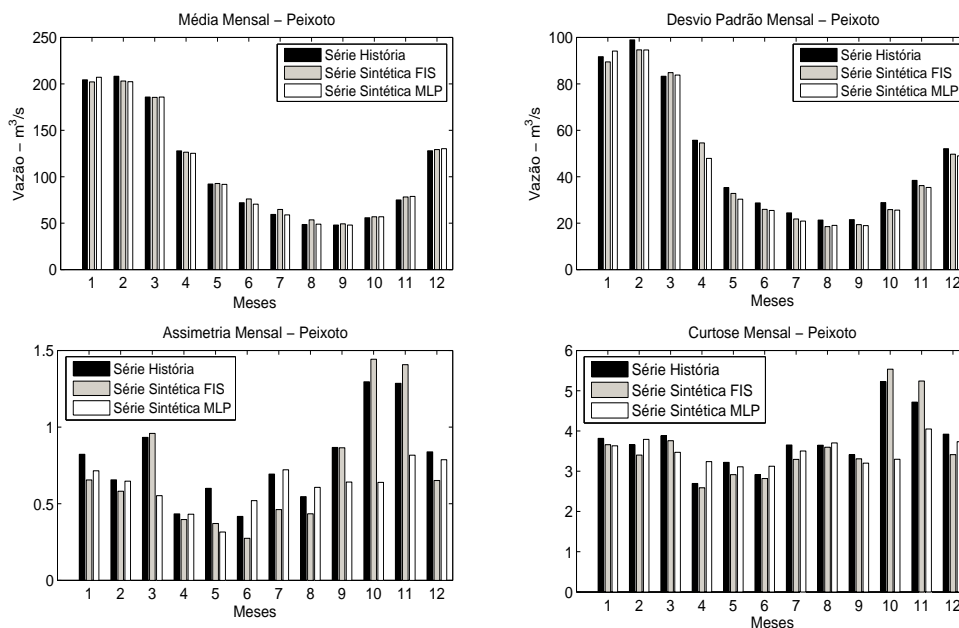 Média Mensal – Peixoto
250
200
150
100
50
0
Vazão – m³/s
Série História
Série Sintética FIS
Série Sintética MLP
1 2 3 4 5 6 7 8 9 10 11 12
Meses
Desvio Padrão Mensal – Peixoto
100
80
60
40
20
0
Vazão – m³/s
Série História
Série Sintética FIS
Série Sintética MLP
1 2 3 4 5 6 7 8 9 10 11 12
Meses
Assimetria Mensal – Peixoto
1.5
1
0.5
0
Série História
Série Sintética FIS
Série Sintética MLP
1 2 3 4 5 6 7 8 9 10 11 12
Meses
Curtose Mensal – Peixoto
6
5
4
3
2
1
0
Série História
Série Sintética FIS
Série Sintética MLP
1 2 3 4 5 6 7 8 9 10 11 12
Meses